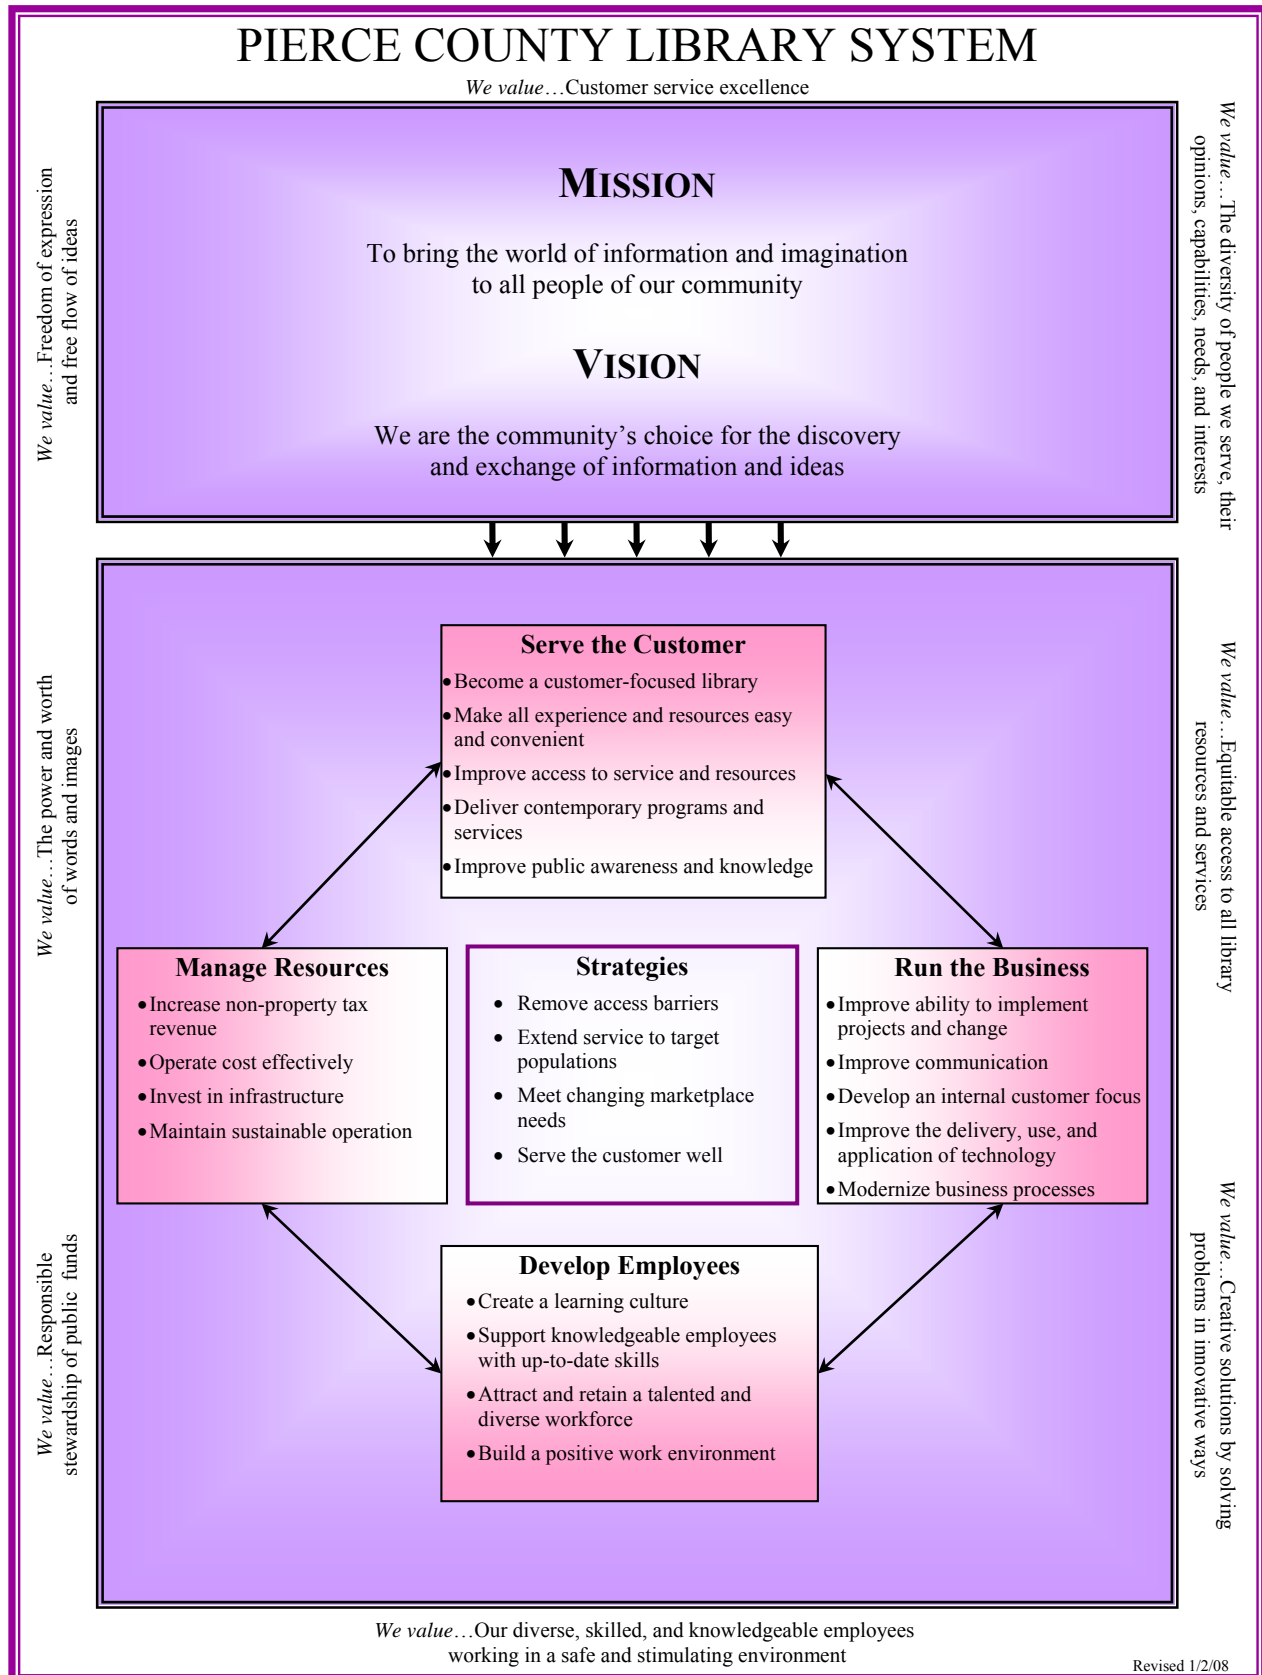 PIERCE COUNTY LIBRARY SYSTEM
We value…Customer service excellence
We value…Freedom of expression
and free flow of ideas
MISSION
To bring the world of information and imagination
to all people of our community
VISION
We are the community’s choice for the discovery
and exchange of information and ideas
We value…The diversity of people we serve, their
opinions, capabilities, needs, and interests
We value…The power and worth
of words and images
Serve the Customer
•Become a customer-focused library
•Make all experience and resources easy
and convenient
•Improve access to service and resources
•Deliver contemporary programs and
services
•Improve public awareness and knowledge
We value…Equitable access to all library
resources and services
Manage Resources
•Increase non-property tax
revenue
•Operate cost effectively
•Invest in infrastructure
•Maintain sustainable operation
Strategies
• Remove access barriers
• Extend service to target
populations
• Meet changing marketplace
needs
• Serve the customer well
Run the Business
•Improve ability to implement
projects and change
•Improve communication
•Develop an internal customer focus
•Improve the delivery, use, and
application of technology
•Modernize business processes
We value…Responsible
stewardship of public funds
Develop Employees
•Create a learning culture
•Support knowledgeable employees
with up-to-date skills
•Attract and retain a talented and
diverse workforce
•Build a positive work environment
We value…Creative solutions by solving
problems in innovative ways
We value…Our diverse, skilled, and knowledgeable employees
working in a safe and stimulating environment
Revised 1/2/08